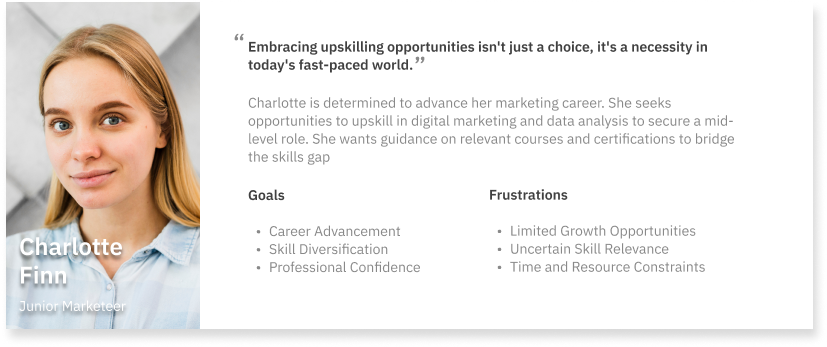 “ Embracing upskilling opportunities isn't just a choice, it's a necessity in
today's fast-paced world. ”
Charlotte is determined to advance her marketing career. She seeks
opportunities to upskill in digital marketing and data analysis to secure a mid-
level role. She wants guidance on relevant courses and certifications to bridge
the skills gap
Goals
• Career Advancement
• Skill Diversification
• Professional Confidence
Frustrations
• Limited Growth Opportunities
• Uncertain Skill Relevance
• Time and Resource Constraints
Charlotte
Finn
Junior Marketeer